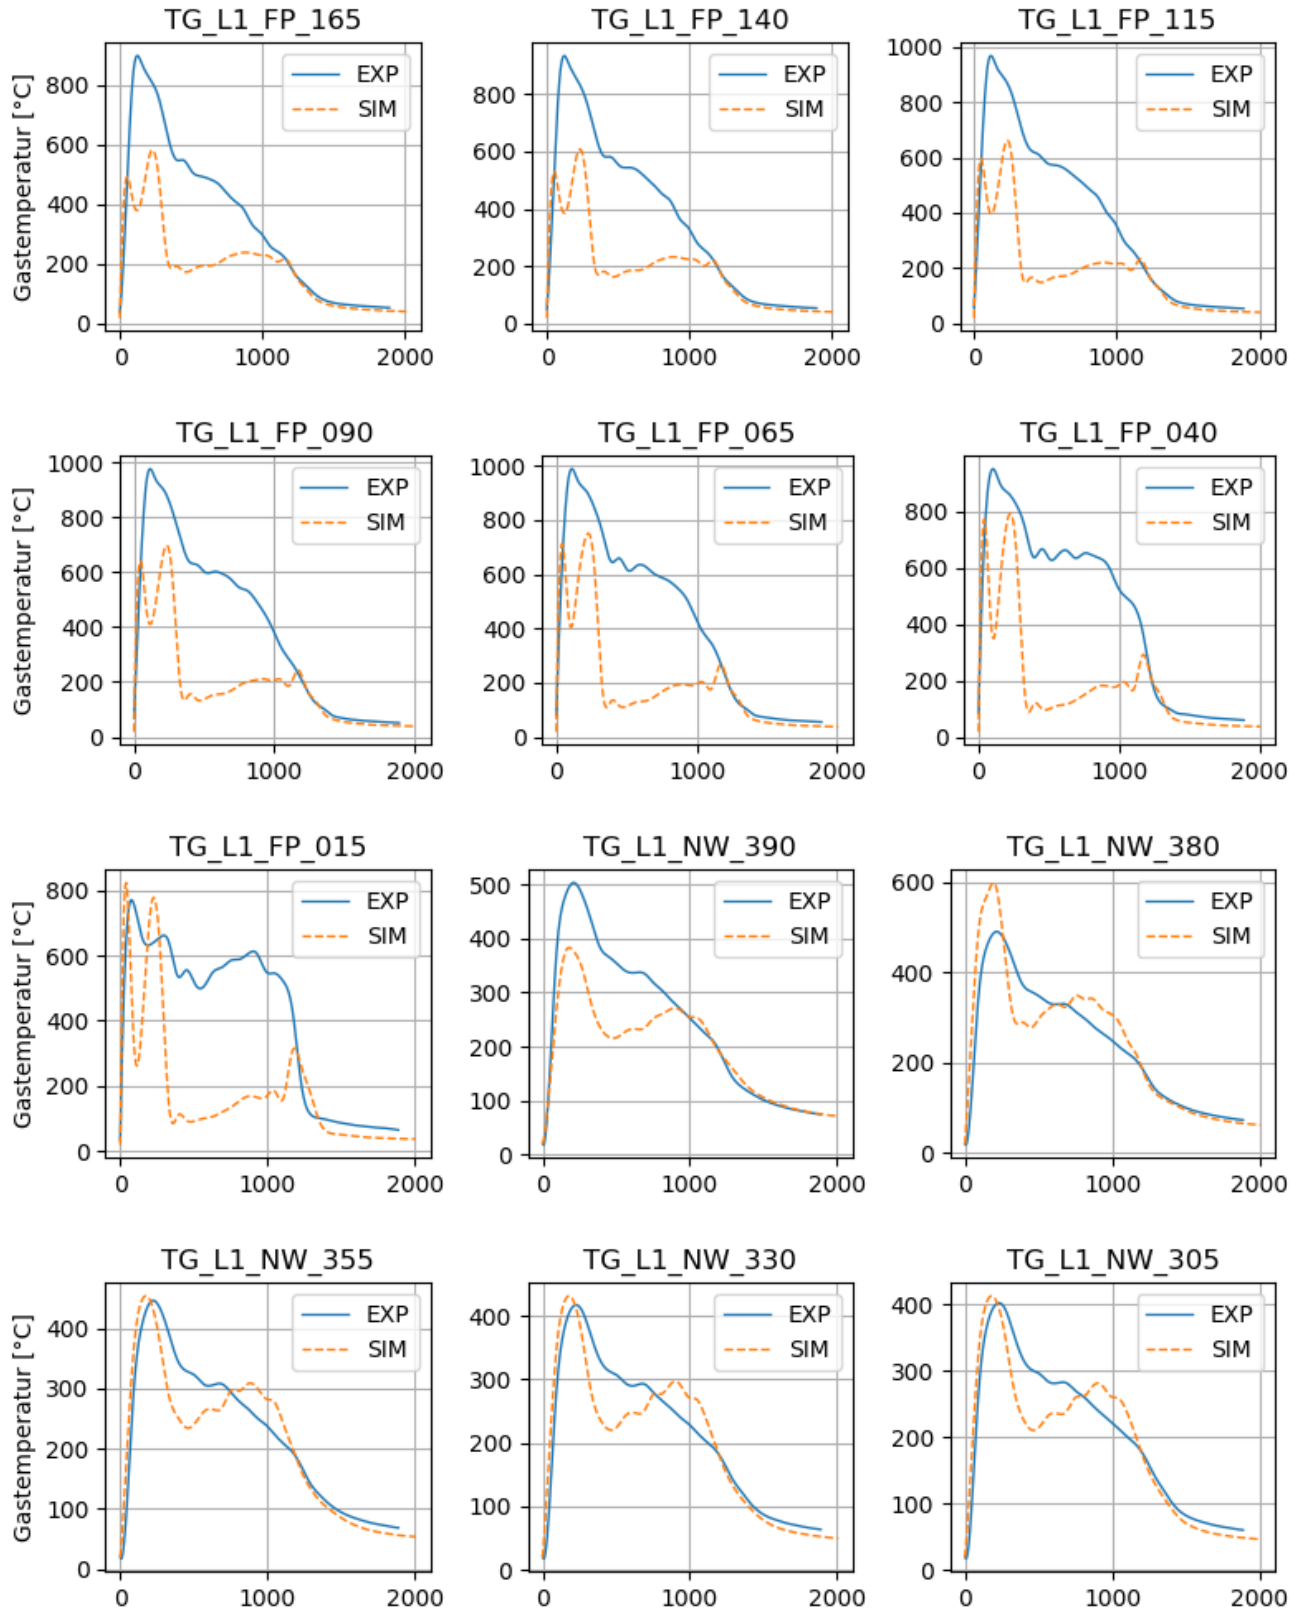 TG_L1_FP_165 TG_L1_FP_140 TG_L1_FP_115
Gastemperatur [°C]
800
600
400
200
0
0 1000 2000
EXP
SIM
800
600
400
200
0
0 1000 2000
EXP
SIM
1000
800
600
400
200
0
0 1000 2000
EXP
SIM
TG_L1_FP_090 TG_L1_FP_065 TG_L1_FP_040
Gastemperatur [°C]
1000
800
600
400
200
0
0 1000 2000
EXP
SIM
1000
800
600
400
200
0
0 1000 2000
EXP
SIM
800
600
400
200
0
0 1000 2000
EXP
SIM
TG_L1_FP_015 TG_L1_NW_390 TG_L1_NW_380
Gastemperatur [°C]
800
600
400
200
0
0 1000 2000
EXP
SIM
500
400
300
200
100
0
0 1000 2000
EXP
SIM
600
400
200
0
0 1000 2000
EXP
SIM
TG_L1_NW_355 TG_L1_NW_330 TG_L1_NW_305
Gastemperatur [°C]
400
300
200
100
0
0 1000 2000
EXP
SIM
400
300
200
100
0
0 1000 2000
EXP
SIM
400
300
200
100
0
0 1000 2000
EXP
SIM